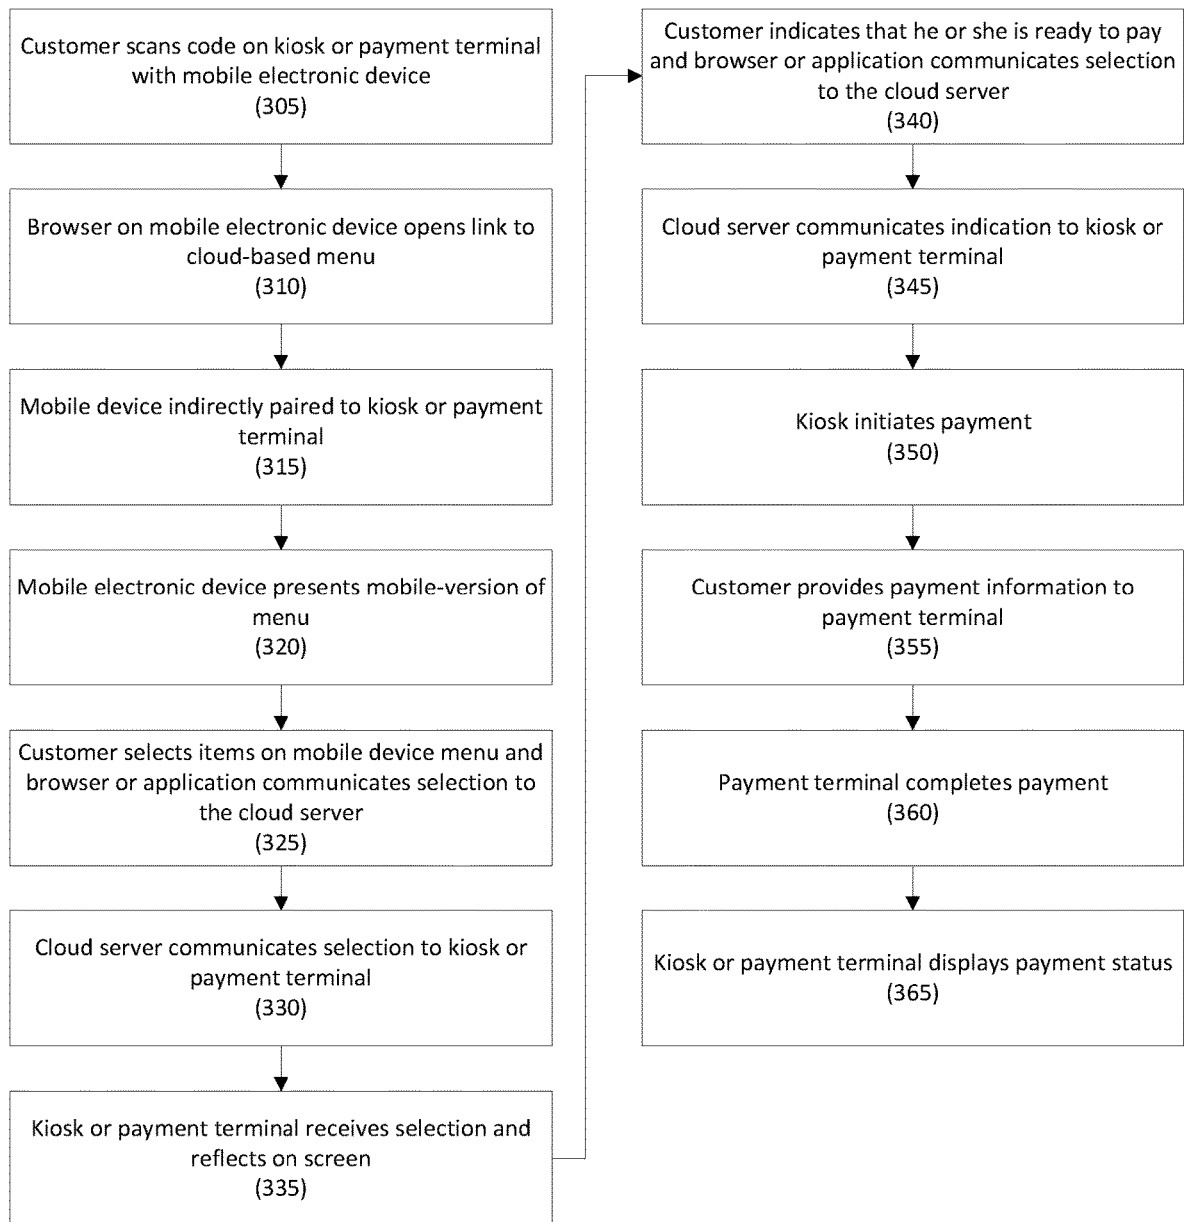 Customer scans code on kiosk or payment terminal
with mobile electronic device
(305)
Browser on mobile electronic device opens link to
cloud-based menu
(310)
Mobile device indirectly paired to kiosk or payment
terminal
(315)
Mobile electronic device presents mobile-version of
menu
(320)
Customer selects items on mobile device menu and
browser or application communicates selection to
the cloud server
(325)
Cloud server communicates selection to kiosk or
payment terminal
(330)
Kiosk or payment terminal receives selection and
reflects on screen
(335)
Customer indicates that he or she is ready to pay
and browser or application communicates selection
to the cloud server
(340)
Cloud server communicates indication to kiosk or
payment terminal
(345)
Kiosk initiates payment
(350)
Customer provides payment information to
payment terminal
(355)
Payment terminal completes payment
(360)
Kiosk or payment terminal displays payment status
(365)